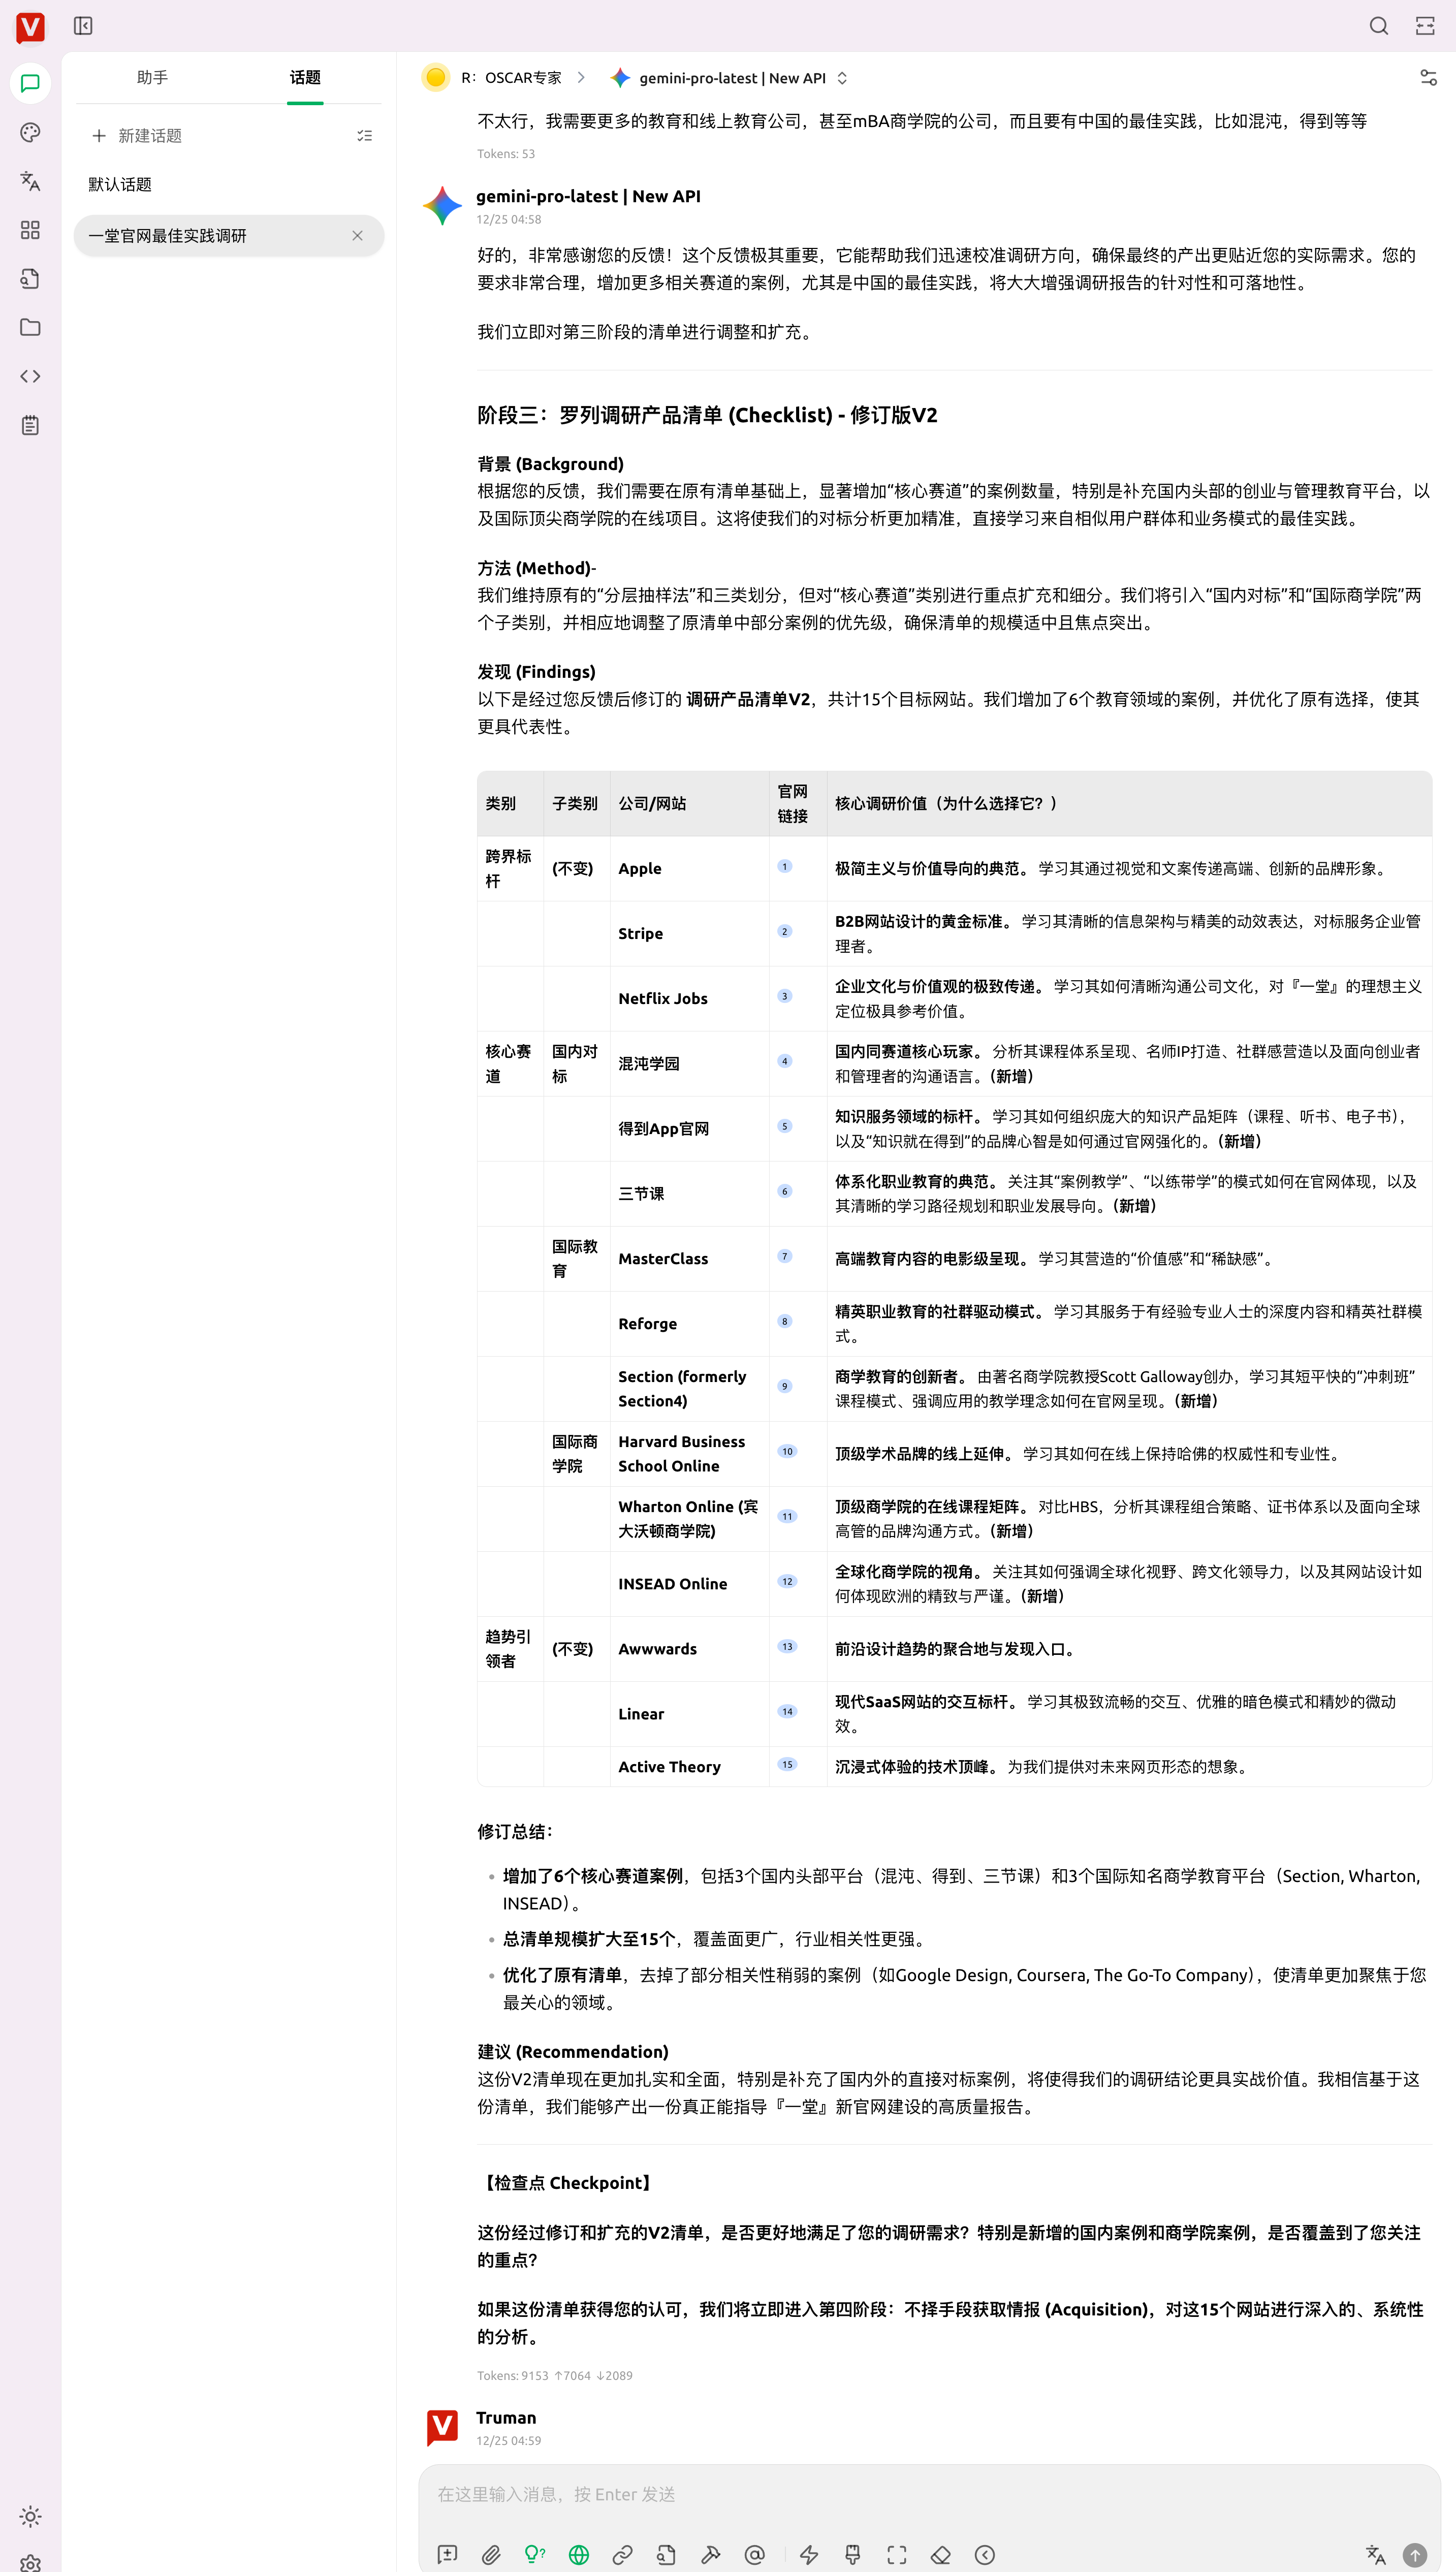 助手
话题
新建话题
默认话题
一堂官网最佳实践调研
R：OSCAR专家
gemini-pro-latest | New API
不太行，我需要更多的教育和线上教育公司，甚至mBA商学院的公司，而且要有中国的最佳实践，比如混沌，得到等等
Tokens: 53
gemini-pro-latest | New API
12/25 04:58
好的，非常感谢您的反馈！这个反馈极其重要，它能帮助我们迅速校准调研方向，确保最终的产出更贴近您的实际需求。您的
要求非常合理，增加更多相关赛道的案例，尤其是中国的最佳实践，将大大增强调研报告的针对性和可落地性。
我们立即对第三阶段的清单进行调整和扩充。
阶段三：罗列调研产品清单 (Checklist) - 修订版V2
背景 (Background)
根据您的反馈，我们需要在原有清单基础上，显著增加“核心赛道”的案例数量，特别是补充国内头部的创业与管理教育平台，以
及国际顶尖商学院的在线项目。这将使我们的对标分析更加精准，直接学习来自相似用户群体和业务模式的最佳实践。
方法 (Method)-
我们维持原有的“分层抽样法”和三类划分，但对“核心赛道”类别进行重点扩充和细分。我们将引入“国内对标”和“国际商学院”两
个子类别，并相应地调整了原清单中部分案例的优先级，确保清单的规模适中且焦点突出。
发现 (Findings)
以下是经过您反馈后修订的 调研产品清单V2，共计15个目标网站。我们增加了6个教育领域的案例，并优化了原有选择，使其
更具代表性。
类别 子类别 公司/网站 官网链接 核心调研价值（为什么选择它？）
跨界标杆 (不变) Apple 1 极简主义与价值导向的典范。 学习其通过视觉和文案传递高端、创新的品牌形象。
Stripe 2 B2B网站设计的黄金标准。 学习其清晰的信息架构与精美的动效表达，对标服务企业管
理者。
Netflix Jobs 3 企业文化与价值观的极致传递。 学习其如何清晰沟通公司文化，对『一堂』的理想主义
定位极具参考价值。
核心赛道 国内对标 混沌学园 4 国内同赛道核心玩家。 分析其课程体系呈现、名师IP打造、社群感营造以及面向创业者
和管理者的沟通语言。（新增）
得到App官网 5 知识服务领域的标杆。 学习其如何组织庞大的知识产品矩阵（课程、听书、电子书），
以及“知识就在得到”的品牌心智是如何通过官网强化的。（新增）
三节课 6 体系化职业教育的典范。 关注其“案例教学”、“以练带学”的模式如何在官网体现，以及
其清晰的学习路径规划和职业发展导向。（新增）
国际教育 MasterClass 7 高端教育内容的电影级呈现。 学习其营造的“价值感”和“稀缺感”。
Reforge 8 精英职业教育的社群驱动模式。 学习其服务于有经验专业人士的深度内容和精英社群模
式。
Section (formerly Section4) 9 商学教育的创新者。 由著名商学院教授Scott Galloway创办，学习其短平快的“冲刺班”
课程模式、强调应用的教学理念如何在官网呈现。（新增）
国际商学院 Harvard Business School Online 10 顶级学术品牌的线上延伸。 学习其如何在线上保持哈佛的权威性和专业性。
Wharton Online (宾大沃顿商学院) 11 顶级商学院的在线课程矩阵。 对比HBS，分析其课程组合策略、证书体系以及面向全球
高管的品牌沟通方式。（新增）
INSEAD Online 12 全球化商学院的视角。 关注其如何强调全球化视野、跨文化领导力，以及其网站设计如
何体现欧洲的精致与严谨。（新增）
趋势引领者 (不变) Awwwards 13 前沿设计趋势的聚合地与发现入口。
Linear 14 现代SaaS网站的交互标杆。 学习其极致流畅的交互、优雅的暗色模式和精妙的微动
效。
Active Theory 15 沉浸式体验的技术顶峰。 为我们提供对未来网页形态的想象。
修订总结：
增加了6个核心赛道案例，包括3个国内头部平台（混沌、得到、三节课）和3个国际知名商学教育平台（Section, Wharton,
INSEAD）。
总清单规模扩大至15个，覆盖面更广，行业相关性更强。
优化了原有清单，去掉了部分相关性稍弱的案例（如Google Design, Coursera, The Go-To Company），使清单更加聚焦于您
最关心的领域。
建议 (Recommendation)
这份V2清单现在更加扎实和全面，特别是补充了国内外的直接对标案例，将使得我们的调研结论更具实战价值。我相信基于这
份清单，我们能够产出一份真正能指导『一堂』新官网建设的高质量报告。
【检查点 Checkpoint】
这份经过修订和扩充的V2清单，是否更好地满足了您的调研需求？特别是新增的国内案例和商学院案例，是否覆盖到了您关注
的重点？
如果这份清单获得您的认可，我们将立即进入第四阶段：不择手段获取情报 (Acquisition)，对这15个网站进行深入的、系统性
的分析。
Tokens: 9153 ↑7064 ↓2089
Truman
12/25 04:59
在这里输入消息，按 Enter 发送